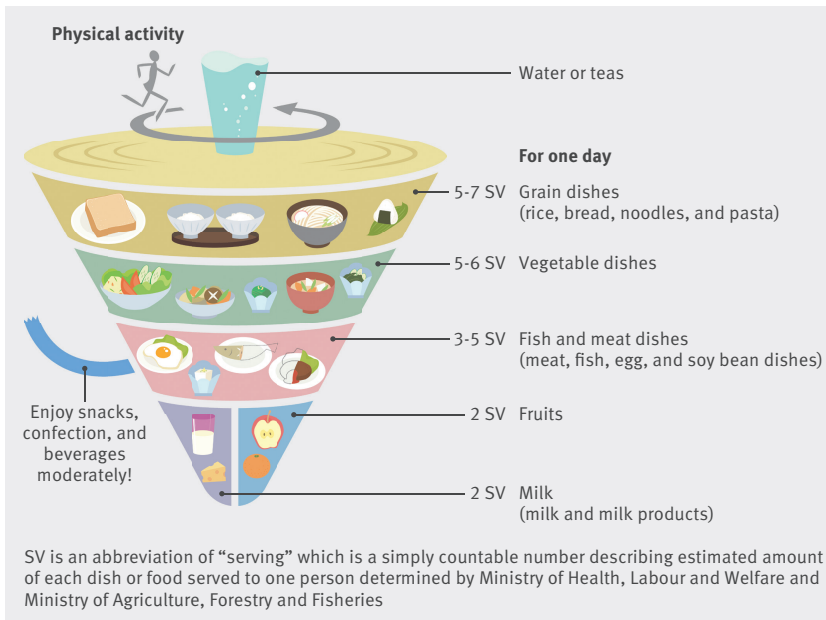 Physical activity
Water or teas
For one day
5-7 SV Grain dishes
(rice, bread, noodles, and pasta)
5-6 SV Vegetable dishes
3-5 SV Fish and meat dishes
(meat, fish, egg, and soy bean dishes)
Enjoy snacks,
confection, and
beverages
moderately!
2 SV Fruits
2 SV Milk
(milk and milk products)
SV is an abbreviation of “serving” which is a simply countable number describing estimated amount
of each dish or food served to one person determined by Ministry of Health, Labour and Welfare and
Ministry of Agriculture, Forestry and Fisheries